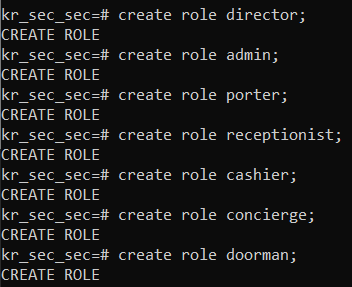 kr_sec_sec=# create role director;
CREATE ROLE
kr_sec_sec=# create role admin;
CREATE ROLE
kr_sec_sec=# create role porter;
CREATE ROLE
kr_sec_sec=# create role receptionist;
CREATE ROLE
kr_sec_sec=# create role cashier;
CREATE ROLE
kr_sec_sec=# create role concierge;
CREATE ROLE
kr_sec_sec=# create role doorman;
CREATE ROLE